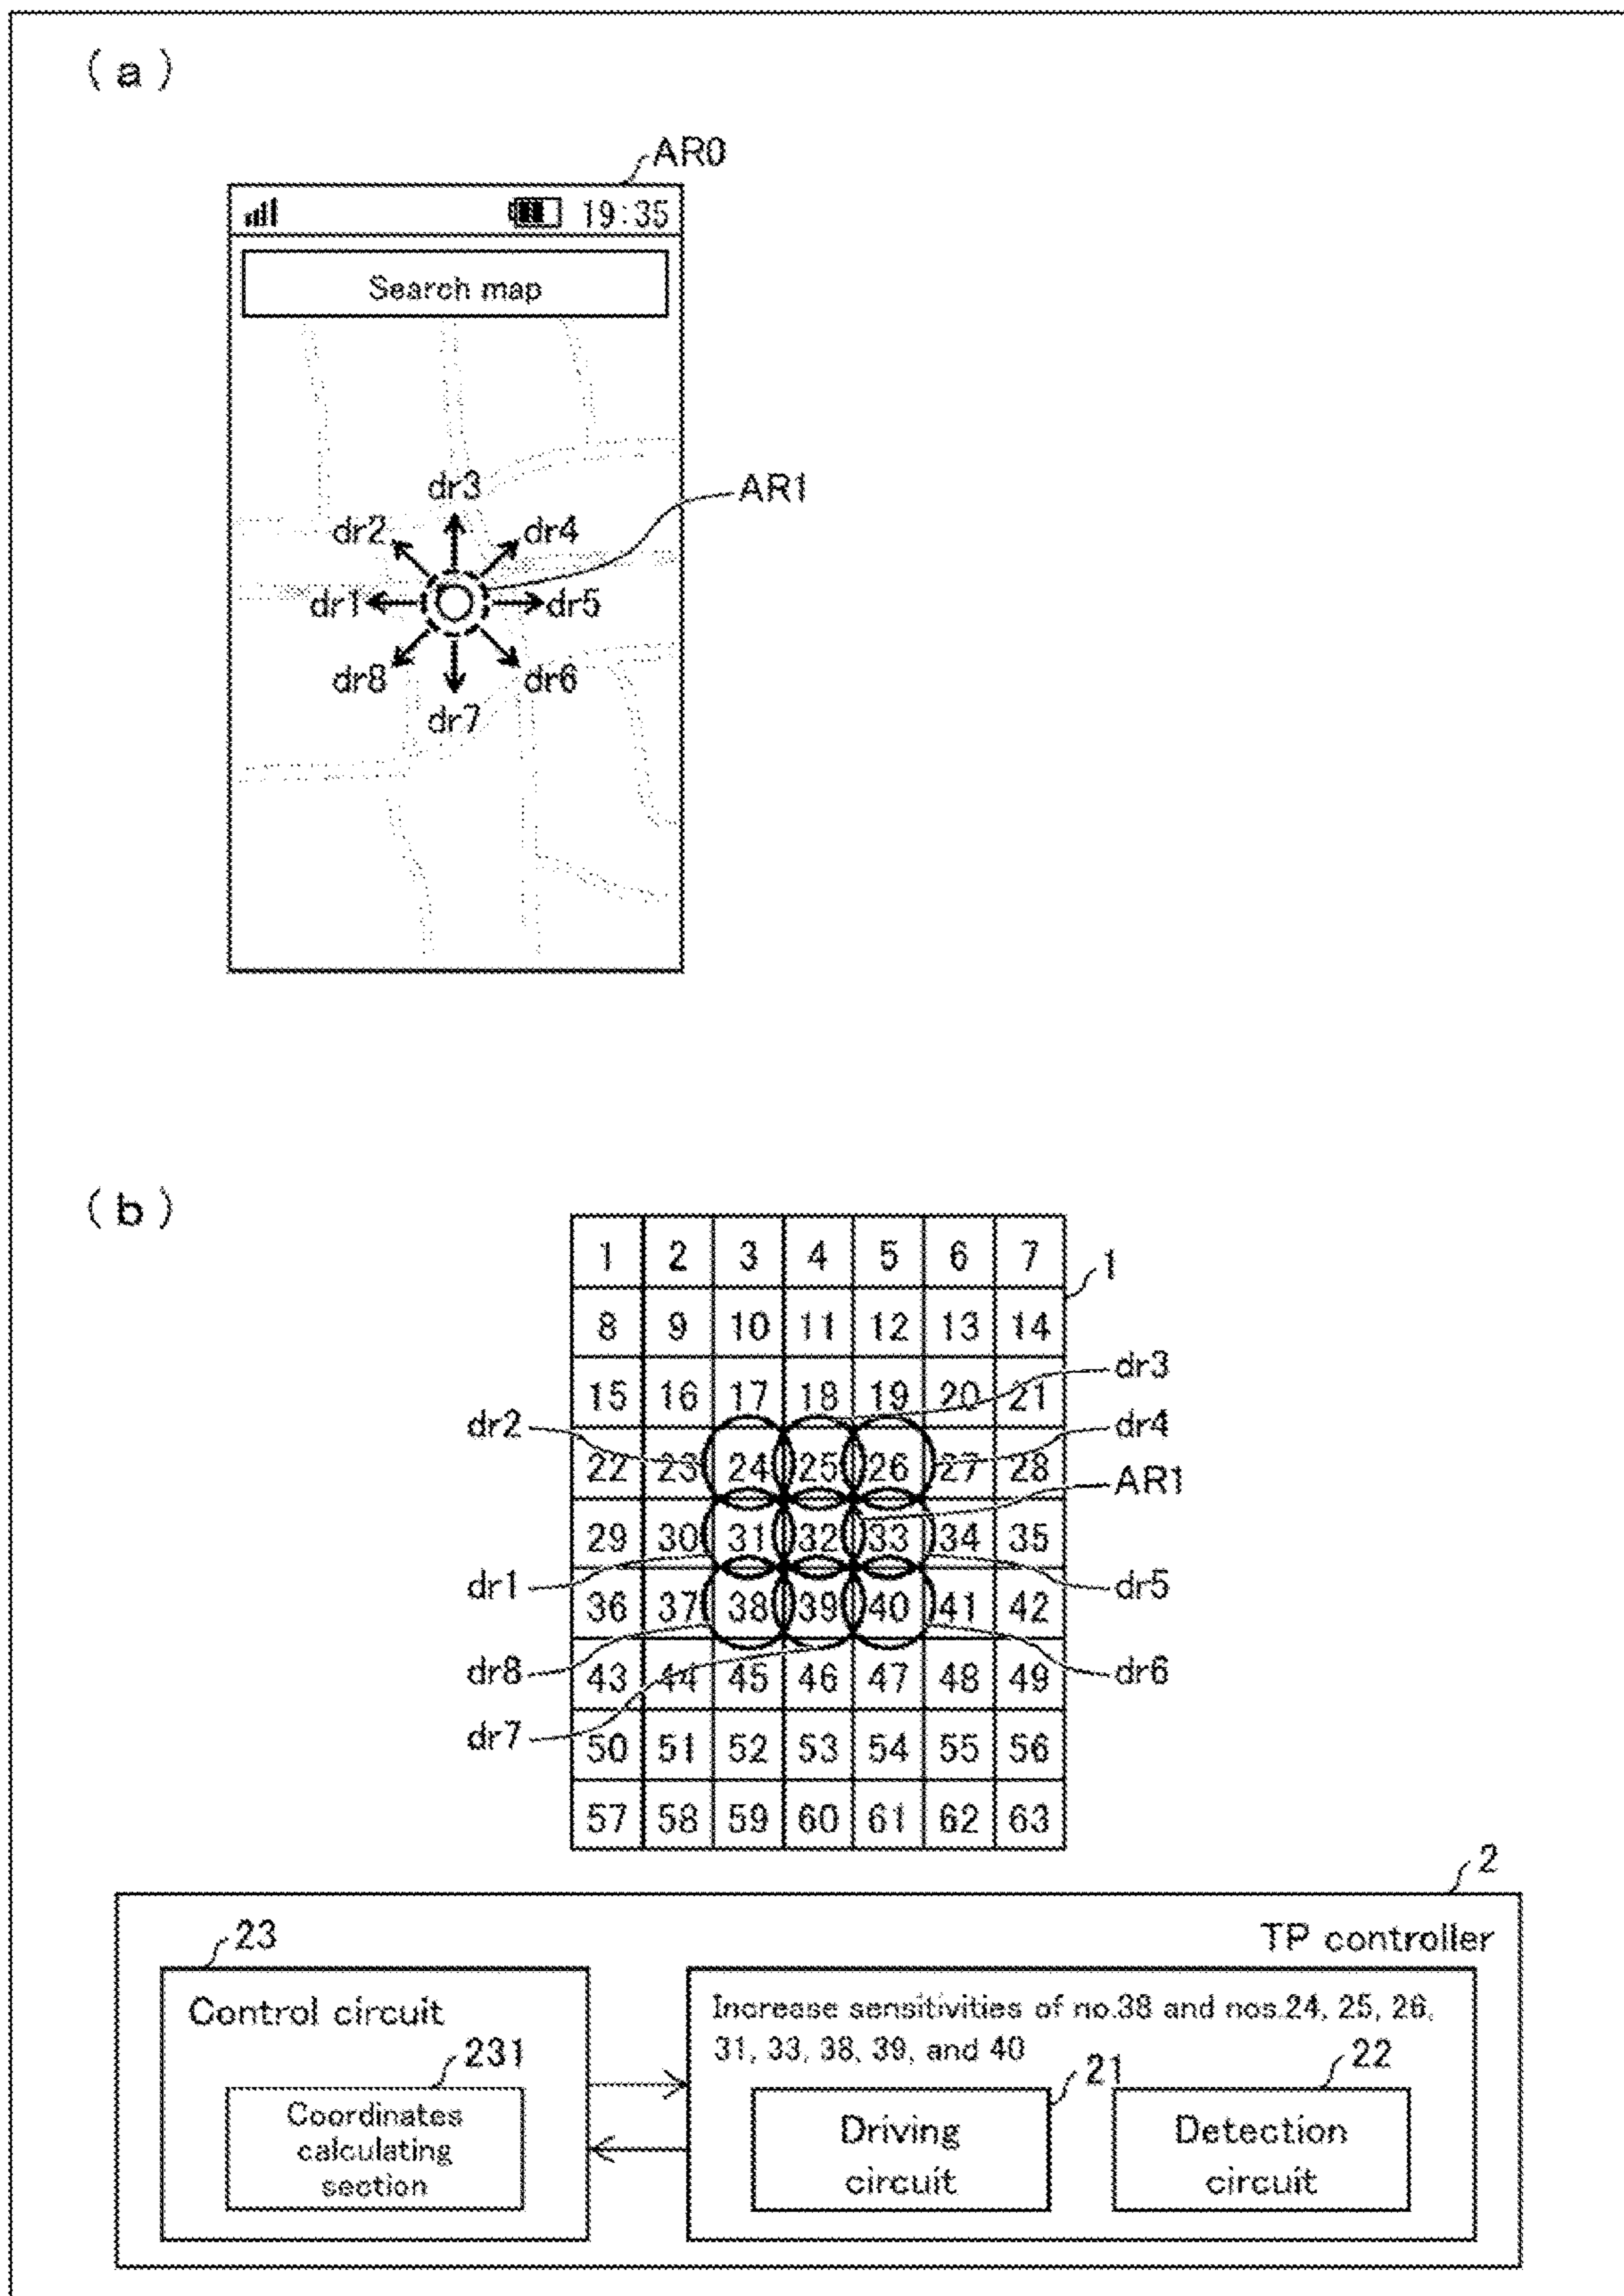 (a)
AR0
19:35
Search map
dr3
AR1
dr2
dr4
dr1
dr5
dr8
dr6
dr7
(b)
1 2 3 4 5 6 7
1
8 9 10 11 12 13 14
dr3
15 16 17 18 19 20 21
dr2
dr4
22 23 24 25 26 27 28
AR1
29 30 31 32 33 34 35
dr1
dr5
36 37 38 39 40 41 42
dr8
43 44 45 46 47 48 49
dr6
dr7
50 51 52 53 54 55 56
57 58 59 60 61 62 63
2
TP controller
23
Control circuit
231
Coordinates
calculating
section
Increase sensitivities of no.38 and nos.24, 25, 26,
31, 33, 38, 39, and 40
21
Driving
circuit
22
Detection
circuit